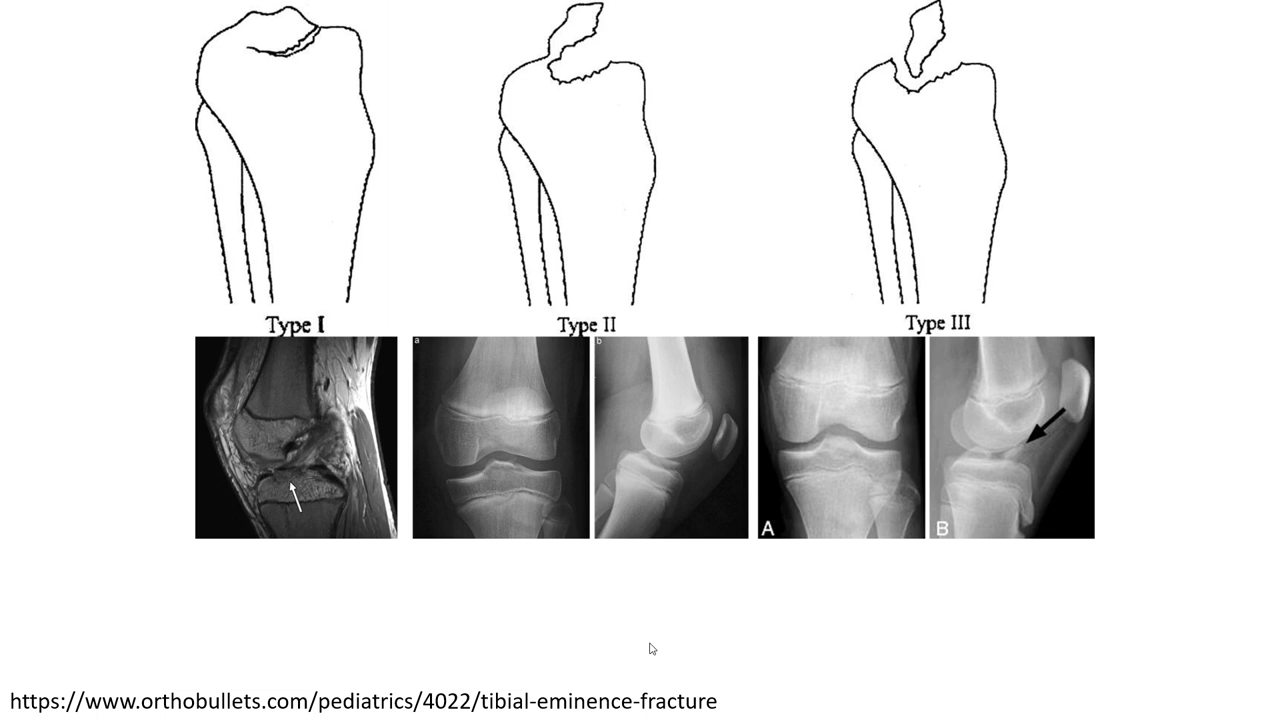 Type I
Type II
Type III
a
b
A
B
https://www.orthobullets.com/pediatrics/4022/tibial-eminence-fracture